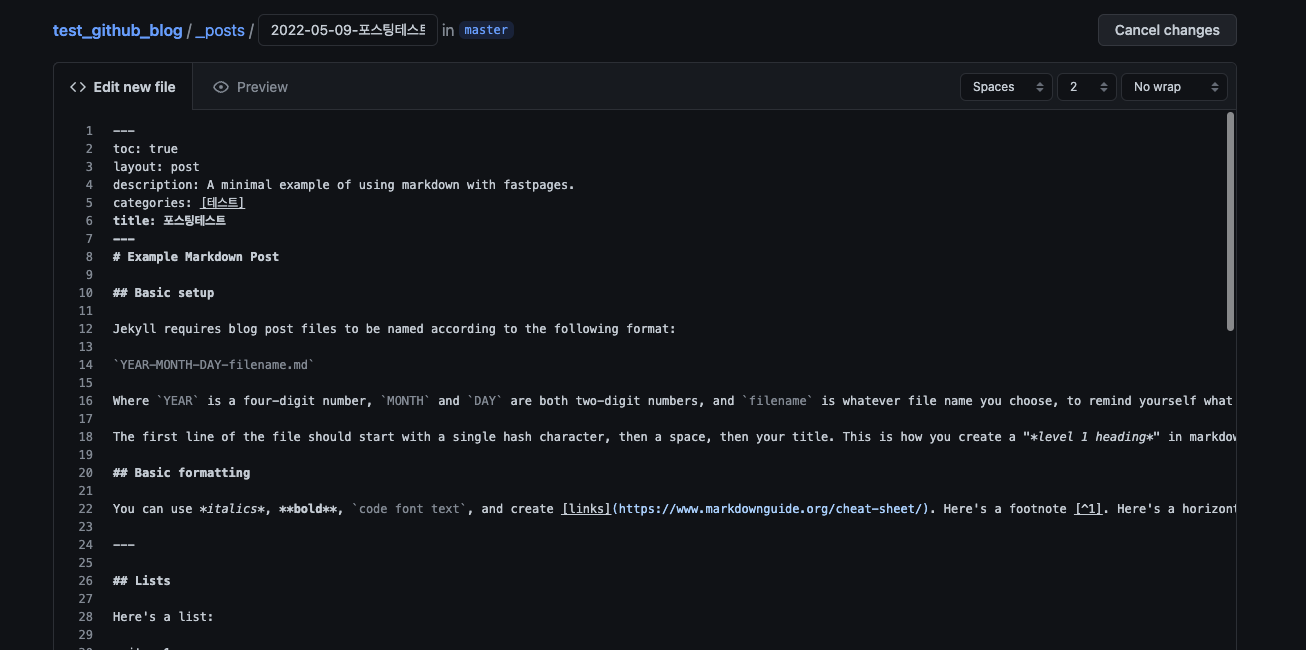 test_github_blog / _posts / 2022-05-09-포스팅테스트 in master
Cancel changes
<> Edit new file
Preview
Spaces
2
No wrap
1 ---
2 toc: true
3 layout: post
4 description: A minimal example of using markdown with fastpages.
5 categories: [테스트]
6 title: 포스팅테스트
7 ---
8 # Example Markdown Post
9
10 ## Basic setup
11
12 Jekyll requires blog post files to be named according to the following format:
13
14 `YEAR-MONTH-DAY-filename.md`
15
16 Where `YEAR` is a four-digit number, `MONTH` and `DAY` are both two-digit numbers, and `filename` is whatever file name you choose, to remind yourself what
17
18 The first line of the file should start with a single hash character, then a space, then your title. This is how you create a "*level 1 heading*" in markdow
19
20 ## Basic formatting
21
22 You can use *italics*, **bold**, `code font text`, and create [links](https://www.markdownguide.org/cheat-sheet/). Here's a footnote [^1]. Here's a horizont
23
24 ---
25
26 ## Lists
27
28 Here's a list:
29